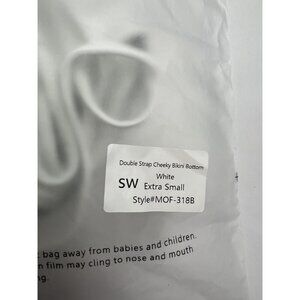 Double Strap Cheeky Bikini Bottom
White
SW Extra Small
Style#MOF-318B
bag away from babies and children.
film may cling to nose and mouth